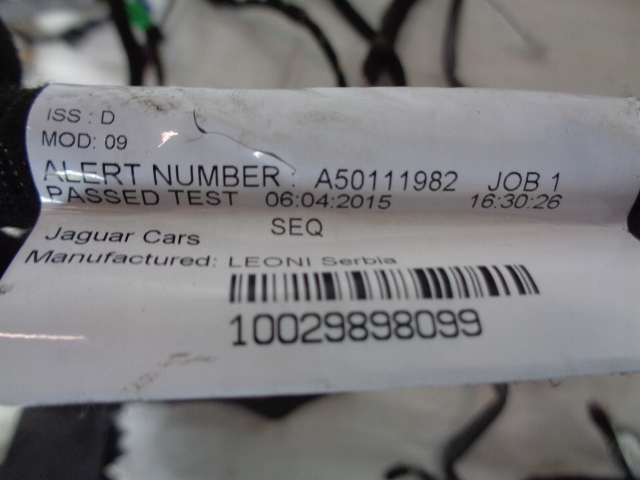 ISS : D
MOD: 09
ALERT NUMBER : A50111982 JOB 1
PASSED TEST 06:04:2015 16:30:26
Jaguar Cars SEQ
Manufactured: LEONI Serbia
10029898099